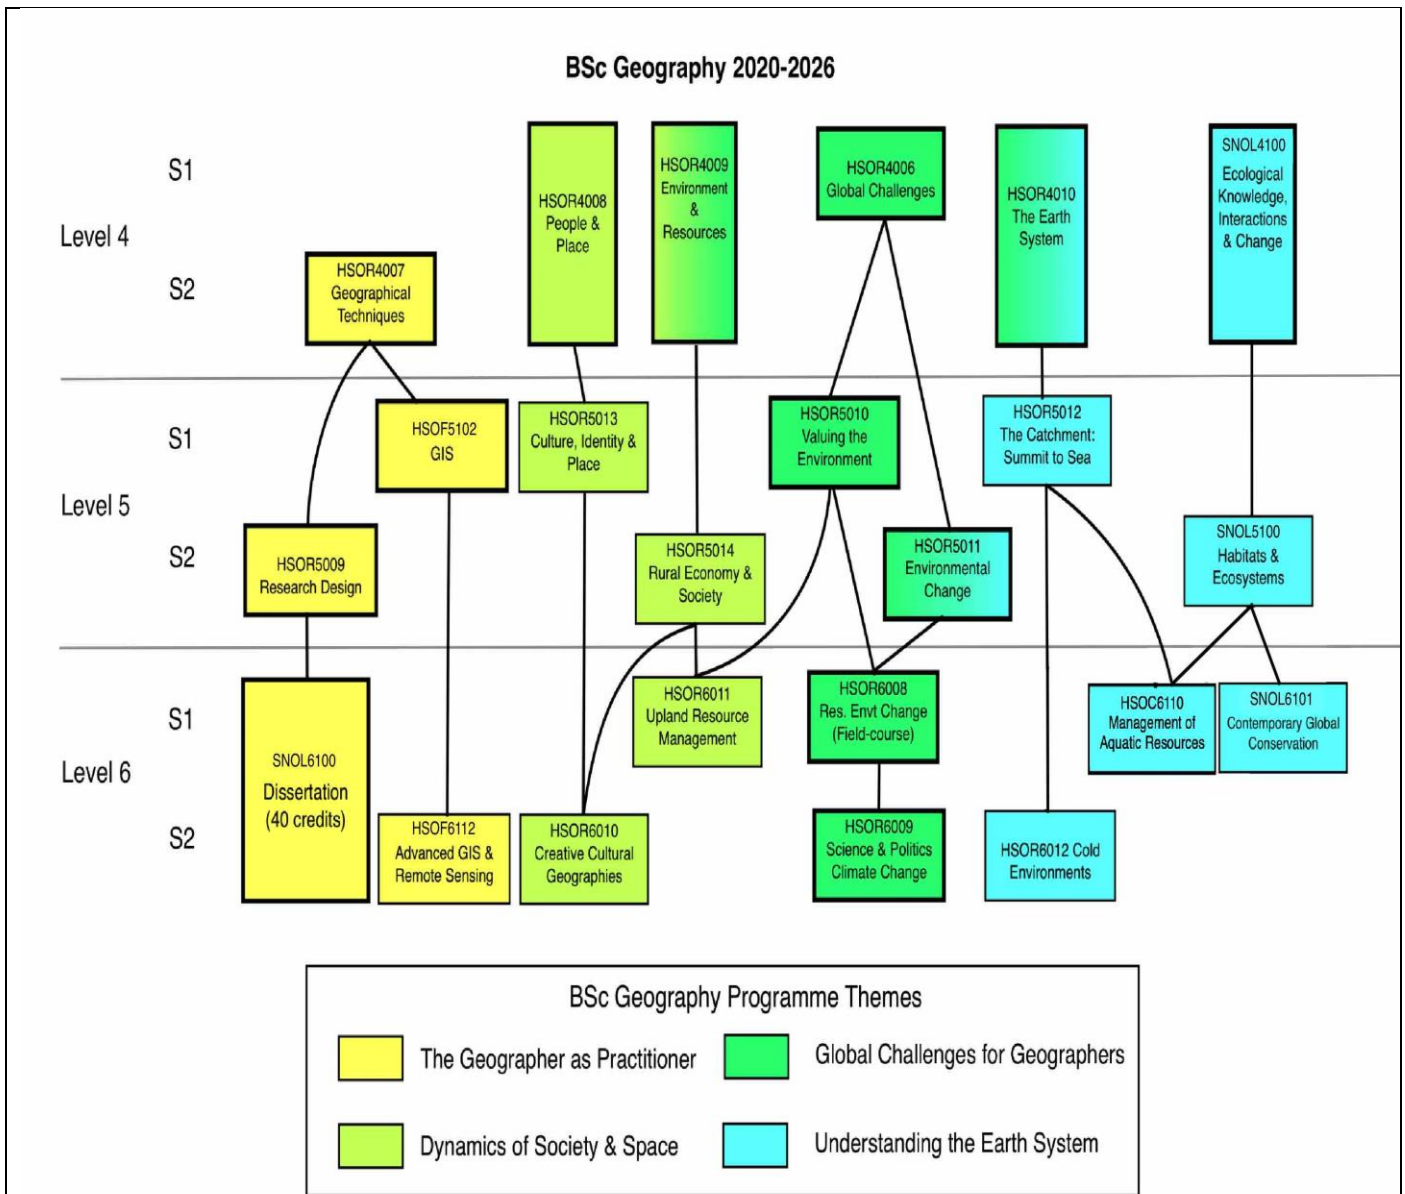 BSc Geography 2020-2026
S1
Level 4
S2
HSOR4007
Geographical
Techniques
HSOR4008
People &
Place
HSOR4009
Environment
&
Resources
HSOR4006
Global Challenges
HSOR4010
The Earth
System
SNOL4100
Ecological
Knowledge,
Interactions
& Change
S1
Level 5
S2
HSOF5102
GIS
HSOR5013
Culture, Identity &
Place
HSOR5010
Valuing the
Environment
HSOR5012
The Catchment:
Summit to Sea
HSOR5009
Research Design
HSOR5014
Rural Economy &
Society
HSOR5011
Environmental
Change
SNOL5100
Habitats &
Ecosystems
S1
Level 6
S2
SNOL6100
Dissertation
(40 credits)
HSOR6011
Upland Resource
Management
HSOR6008
Res. Envt Change
(Field-course)
HSOC6110
Management of
Aquatic Resources
SNOL6101
Contemporary Global
Conservation
HSOF6112
Advanced GIS &
Remote Sensing
HSOR6010
Creative Cultural
Geographies
HSOR6009
Science & Politics
Climate Change
HSOR6012 Cold
Environments
BSc Geography Programme Themes
The Geographer as Practitioner
Global Challenges for Geographers
Dynamics of Society & Space
Understanding the Earth System